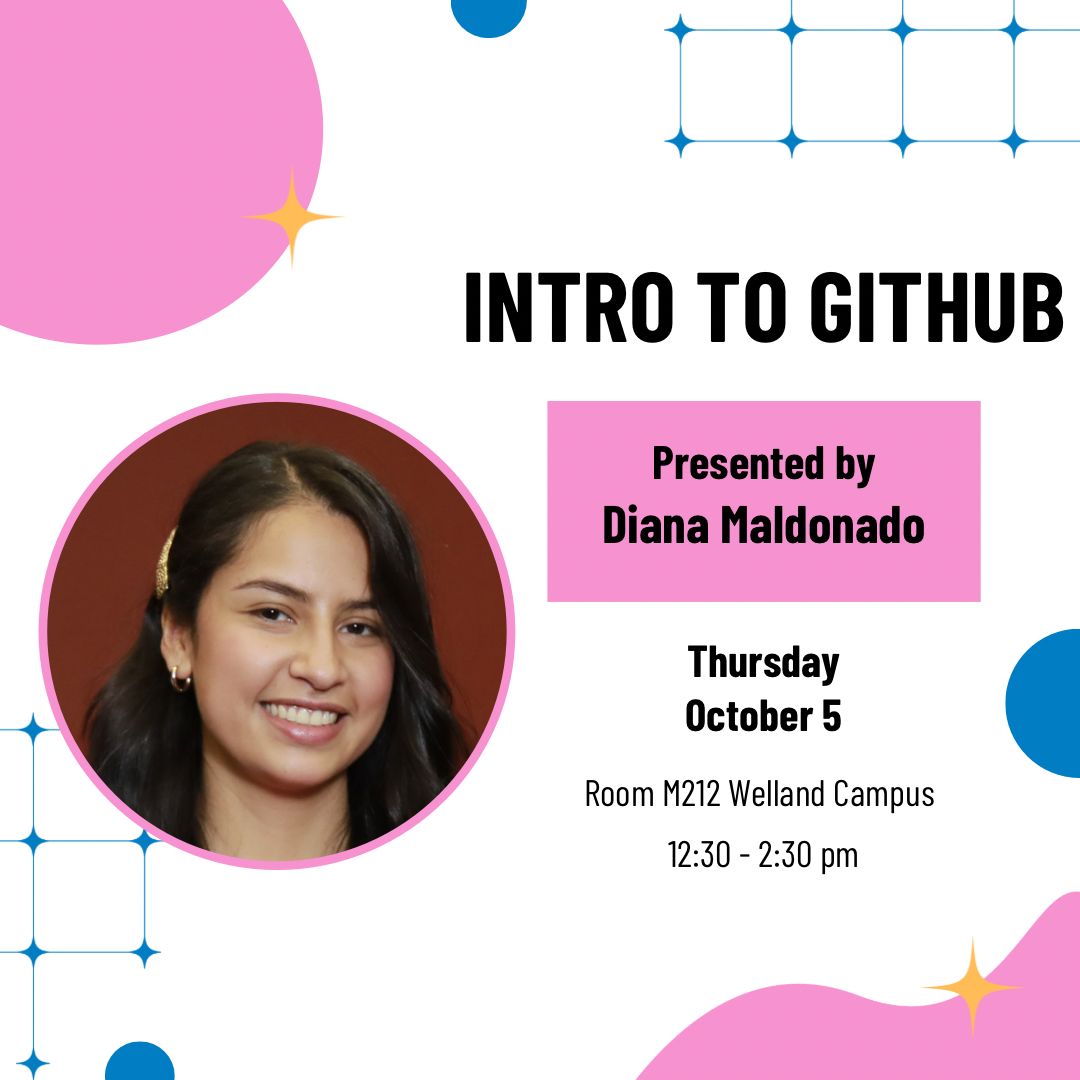 INTRO TO GITHUB
Presented by
Diana Maldonado
Thursday
October 5
Room M212 Welland Campus
12:30 - 2:30 pm